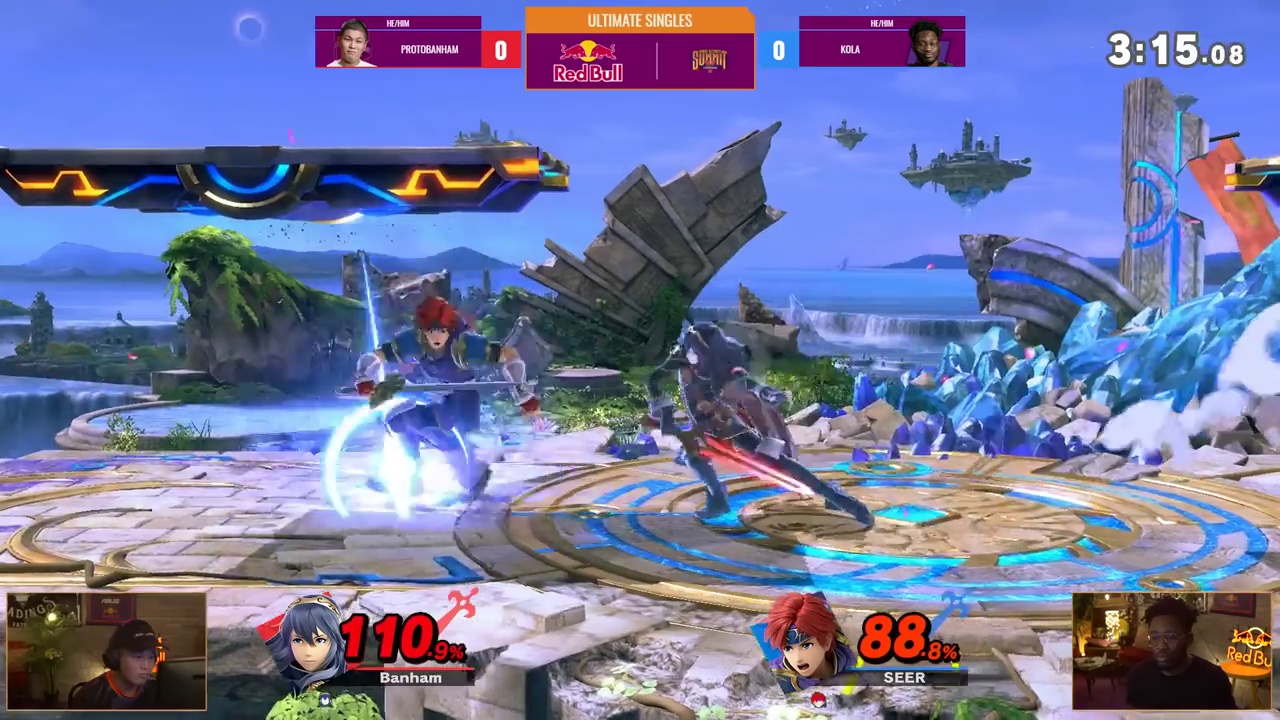 HE/HIM
PROTOBANHAM
0
ULTIMATE SINGLES
Red Bull
SUMMIT
0
HE/HIM
KOLA
3:15.08
110.9%
Banham
88.8%
SEER
Red Bu